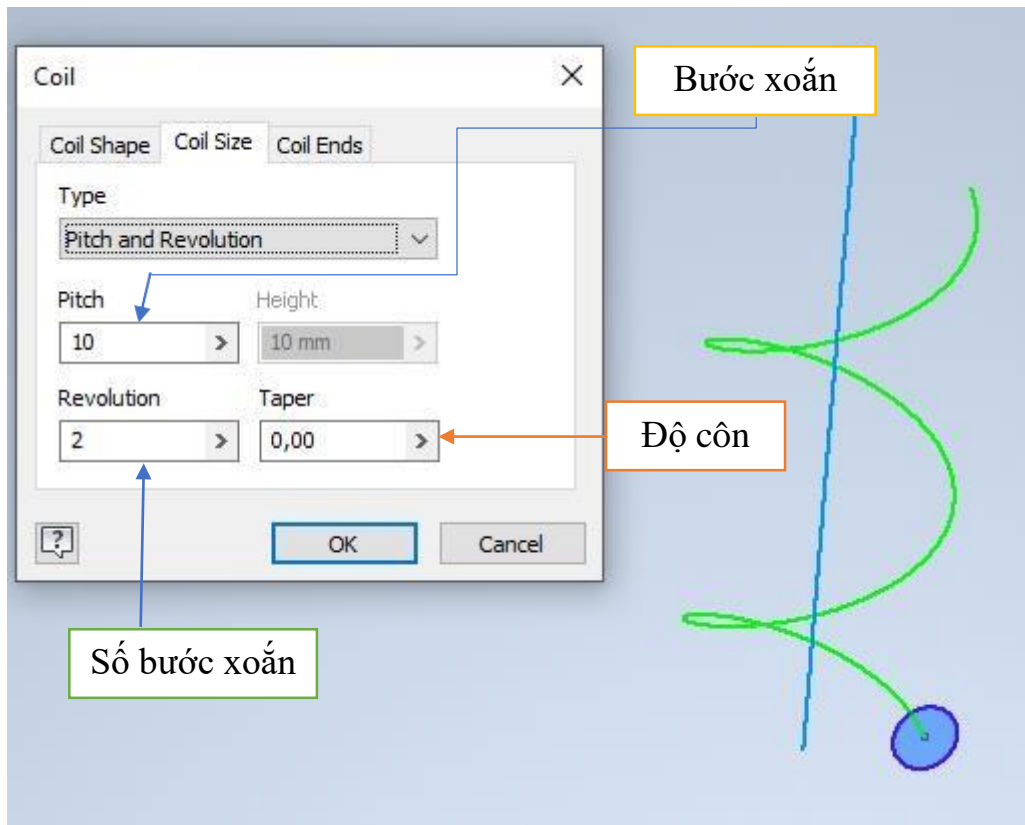 Coil
Bước xoắn
Coil Shape Coil Size Coil Ends
Type
Pitch and Revolution
Pitch Height
10 10 mm
Revolution Taper
2 0,00
Độ côn
OK Cancel
Số bước xoắn